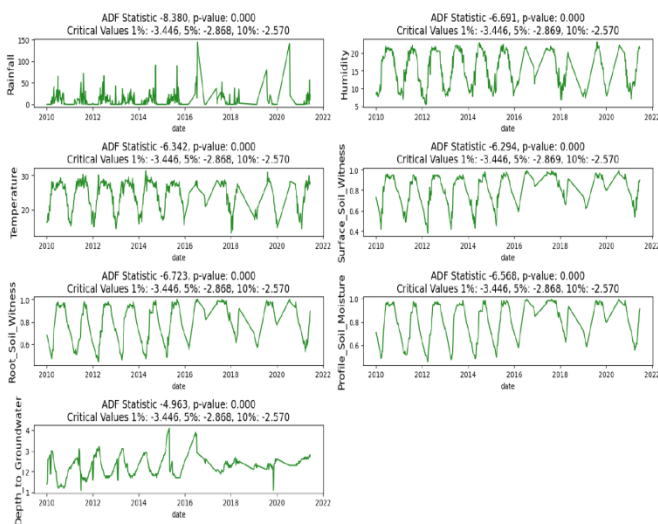 ADF Statistic -8.380, p-value: 0.000
Critical Values 1%: -3.446, 5%: -2.868, 10%: -2.570
Rainfall
150
100
50
0
2010 2012 2014 2016 2018 2020 2022
date
ADF Statistic -6.691, p-value: 0.000
Critical Values 1%: -3.446, 5%: -2.869, 10%: -2.570
Humidity
20
15
10
5
2010 2012 2014 2016 2018 2020 2022
date
ADF Statistic -6.342, p-value: 0.000
Critical Values 1%: -3.446, 5%: -2.868, 10%: -2.570
Temperature
30
20
2010 2012 2014 2016 2018 2020 2022
date
ADF Statistic -6.294, p-value: 0.000
Critical Values 1%: -3.446, 5%: -2.869, 10%: -2.570
Surface_Soil_Witness
1.0
0.8
0.6
0.4
2010 2012 2014 2016 2018 2020 2022
date
ADF Statistic -6.723, p-value: 0.000
Critical Values 1%: -3.446, 5%: -2.868, 10%: -2.570
Root_Soil_Witness
1.0
0.8
0.6
2010 2012 2014 2016 2018 2020 2022
date
ADF Statistic -6.568, p-value: 0.000
Critical Values 1%: -3.446, 5%: -2.868, 10%: -2.570
Profile_Soil_Moisture
1.0
0.8
0.6
2010 2012 2014 2016 2018 2020 2022
date
ADF Statistic -4.963, p-value: 0.000
Critical Values 1%: -3.446, 5%: -2.868, 10%: -2.570
Depth_to_Groundwater
4
3
2
1
2010 2012 2014 2016 2018 2020 2022
date